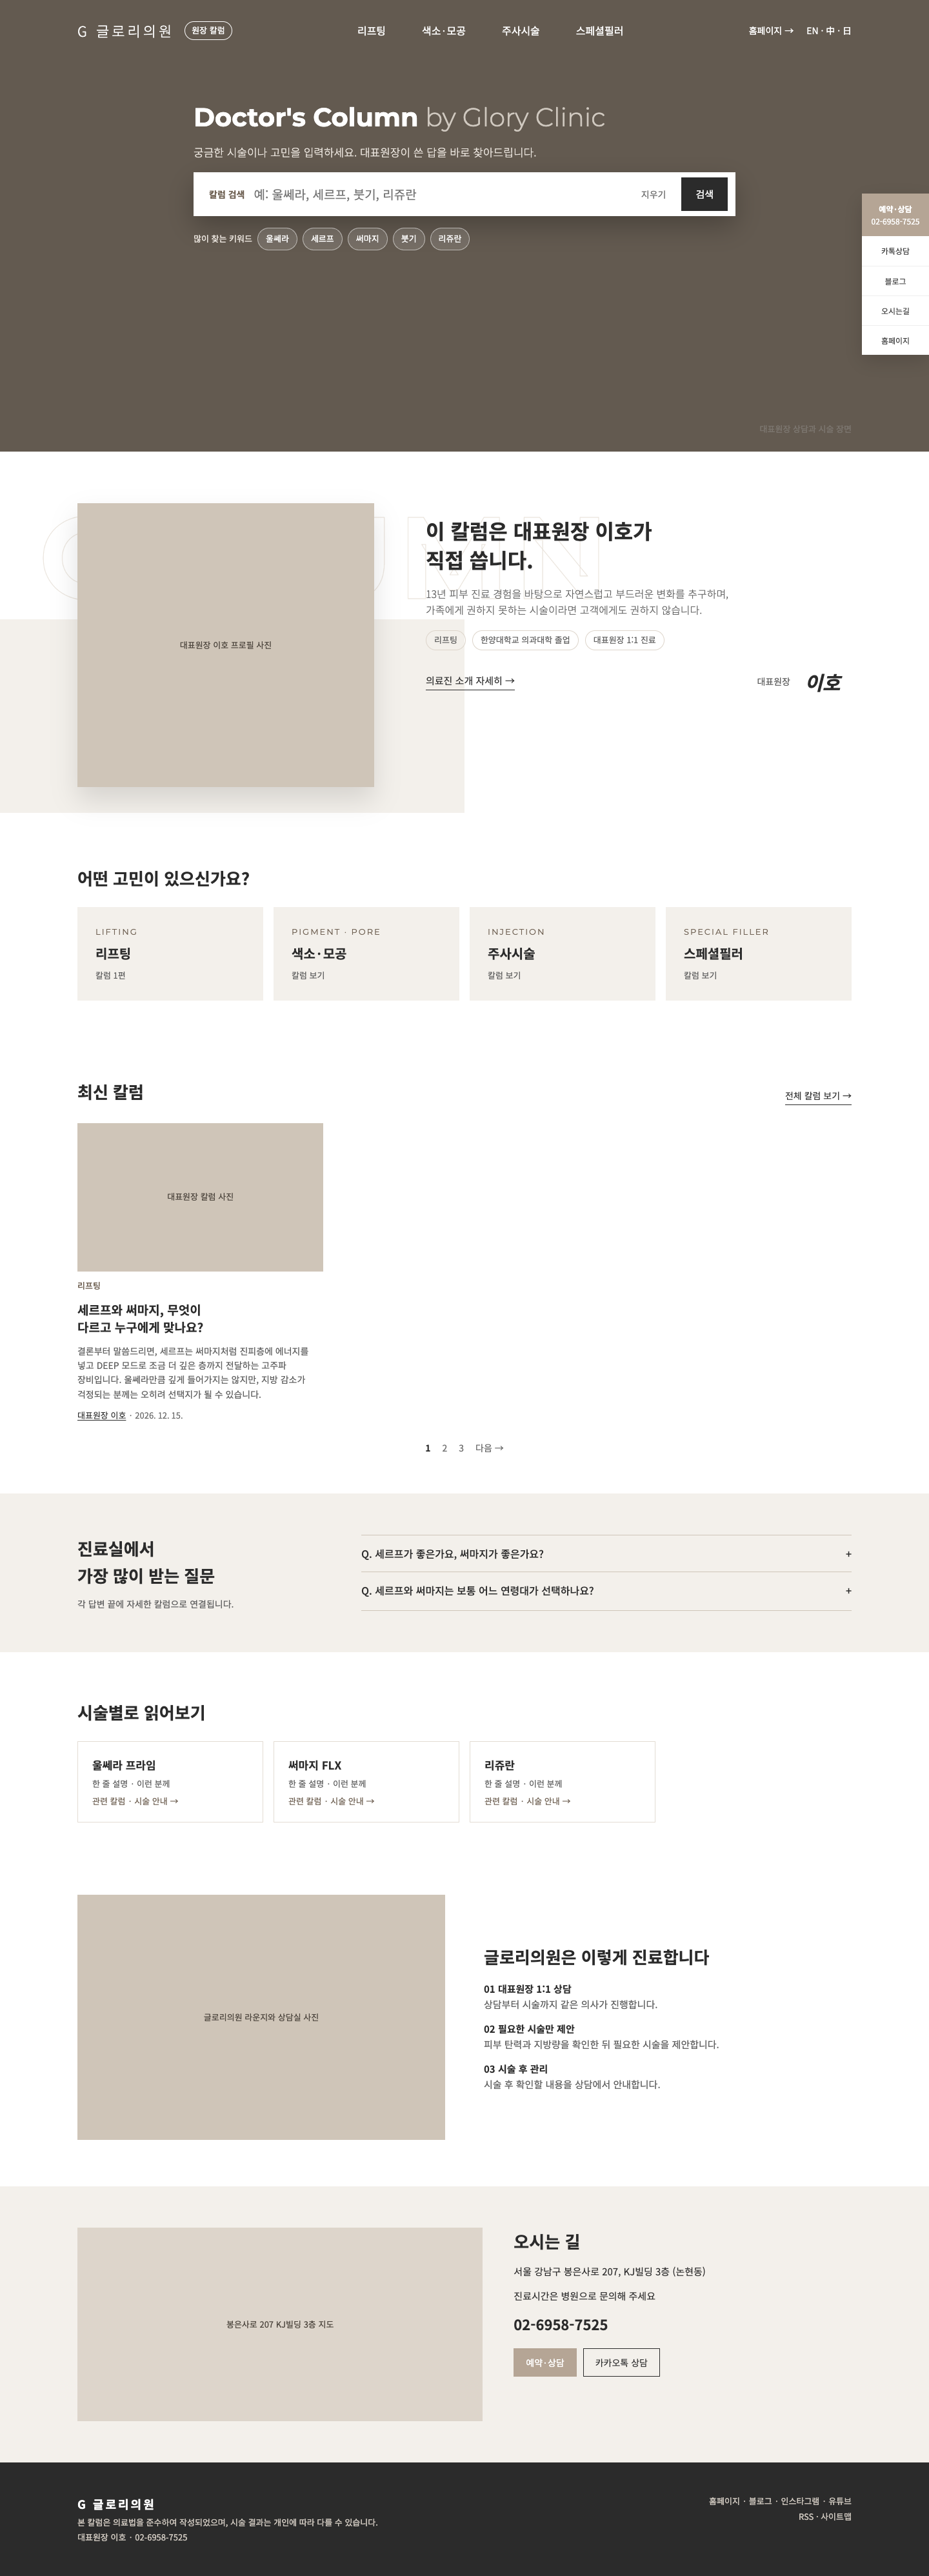 G 글로리의원
원장 칼럼
리프팅
색소·모공
주사시술
스페셜필러
홈페이지 →
EN · 中 · 日
Doctor's Column by Glory Clinic
궁금한 시술이나 고민을 입력하세요. 대표원장이 쓴 답을 바로 찾아드립니다.
칼럼 검색
예: 울쎄라, 세르프, 붓기, 리쥬란
지우기
검색
많이 찾는 키워드
울쎄라
세르프
써마지
붓기
리쥬란
예약·상담
02-6958-7525
카톡상담
블로그
오시는길
홈페이지
대표원장 상담과 시술 장면
이 칼럼은 대표원장 이호가
직접 씁니다.
13년 피부 진료 경험을 바탕으로 자연스럽고 부드러운 변화를 추구하며,
가족에게 권하지 못하는 시술이라면 고객에게도 권하지 않습니다.
대표원장 이호 프로필 사진
리프팅
한양대학교 의과대학 졸업
대표원장 1:1 진료
의료진 소개 자세히 →
대표원장
이호
어떤 고민이 있으신가요?
LIFTING
리프팅
칼럼 1편
PIGMENT · PORE
색소·모공
칼럼 보기
INJECTION
주사시술
칼럼 보기
SPECIAL FILLER
스페셜필러
칼럼 보기
최신 칼럼
전체 칼럼 보기 →
대표원장 칼럼 사진
리프팅
세르프와 써마지, 무엇이
다르고 누구에게 맞나요?
결론부터 말씀드리면, 세르프는 써마지처럼 진피층에 에너지를
넣고 DEEP 모드로 조금 더 깊은 층까지 전달하는 고주파
장비입니다. 울쎄라만큼 깊게 들어가지는 않지만, 지방 감소가
걱정되는 분께는 오히려 선택지가 될 수 있습니다.
대표원장 이호 · 2026. 12. 15.
1 2 3 다음 →
진료실에서
가장 많이 받는 질문
각 답변 끝에 자세한 칼럼으로 연결됩니다.
Q. 세르프가 좋은가요, 써마지가 좋은가요?
+
Q. 세르프와 써마지는 보통 어느 연령대가 선택하나요?
+
시술별로 읽어보기
울쎄라 프라임
한 줄 설명 · 이런 분께
관련 칼럼 · 시술 안내 →
써마지 FLX
한 줄 설명 · 이런 분께
관련 칼럼 · 시술 안내 →
리쥬란
한 줄 설명 · 이런 분께
관련 칼럼 · 시술 안내 →
글로리의원 라운지와 상담실 사진
글로리의원은 이렇게 진료합니다
01 대표원장 1:1 상담
상담부터 시술까지 같은 의사가 진행합니다.
02 필요한 시술만 제안
피부 탄력과 지방량을 확인한 뒤 필요한 시술을 제안합니다.
03 시술 후 관리
시술 후 확인할 내용을 상담에서 안내합니다.
봉은사로 207 KJ빌딩 3층 지도
오시는 길
서울 강남구 봉은사로 207, KJ빌딩 3층 (논현동)
진료시간은 병원으로 문의해 주세요
02-6958-7525
예약·상담
카카오톡 상담
G 글로리의원
본 칼럼은 의료법을 준수하여 작성되었으며, 시술 결과는 개인에 따라 다를 수 있습니다.
대표원장 이호 · 02-6958-7525
홈페이지 · 블로그 · 인스타그램 · 유튜브
RSS · 사이트맵